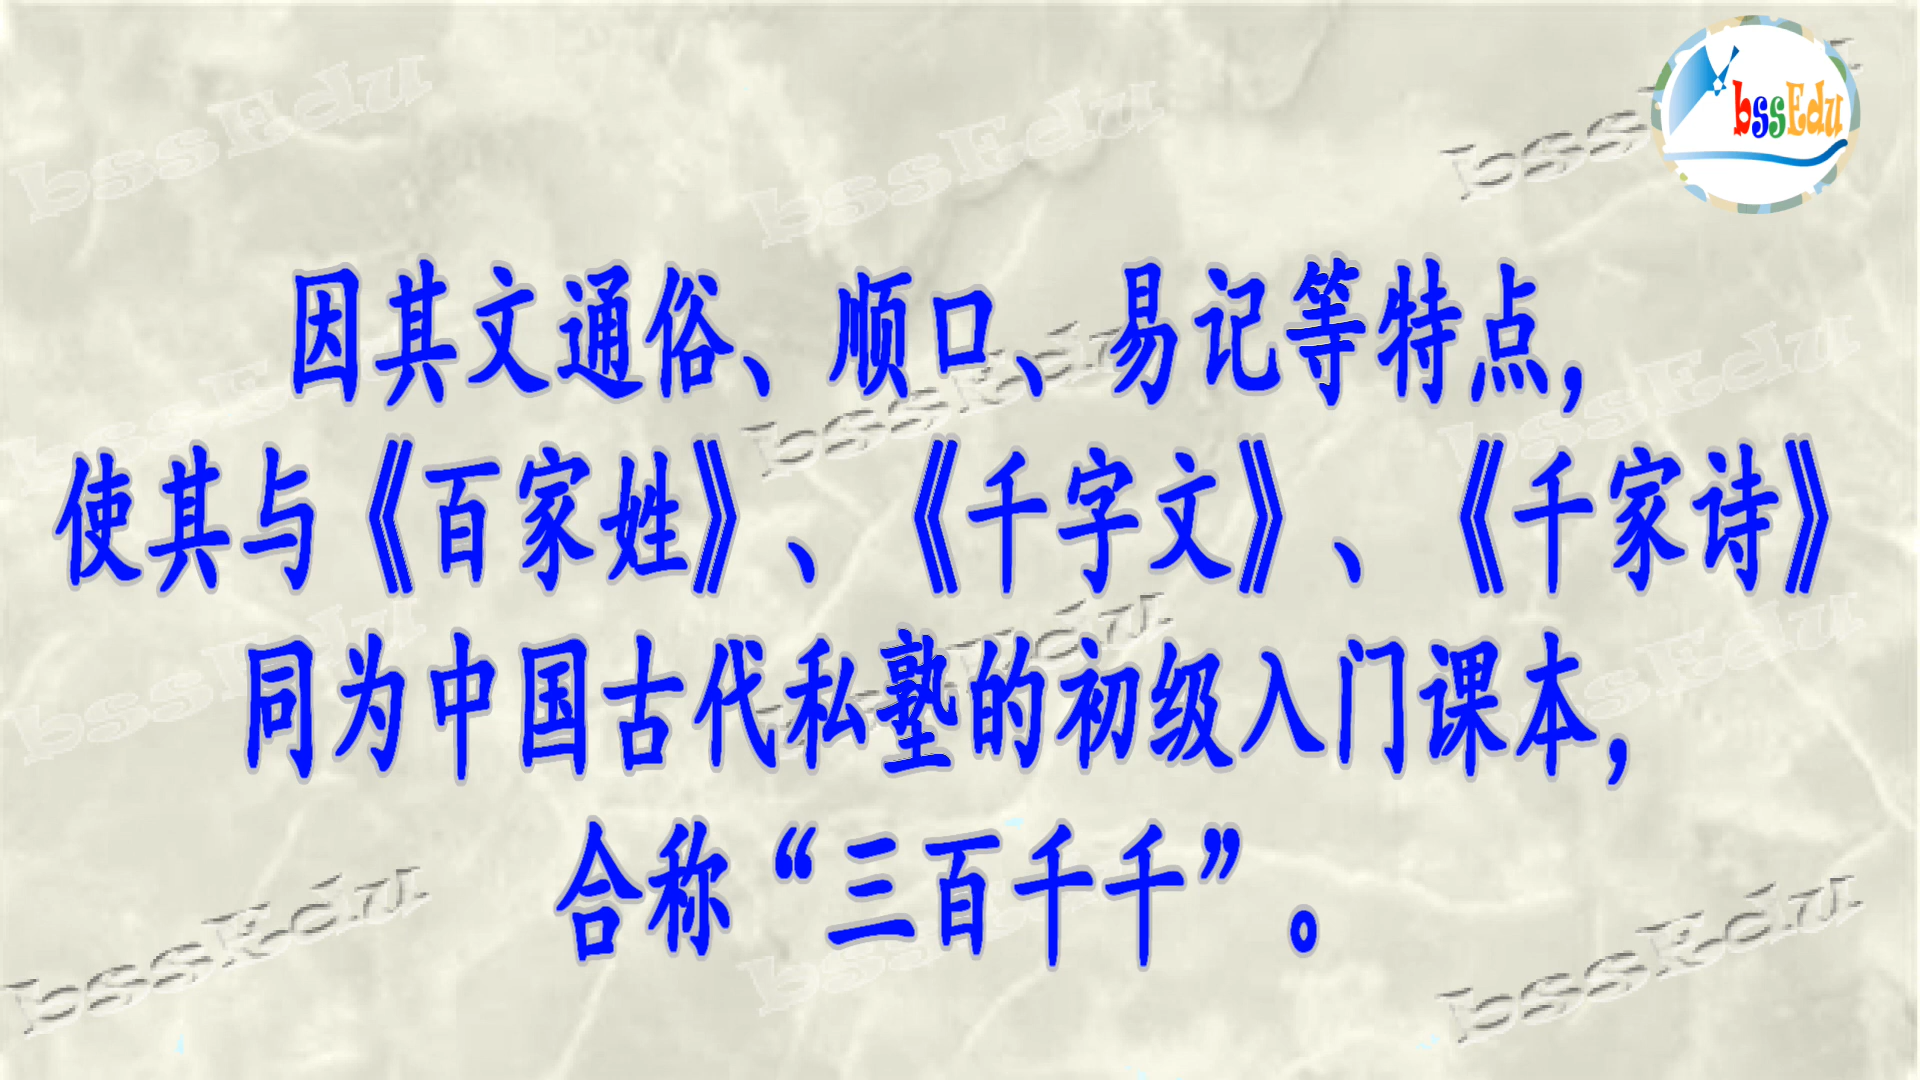 bssEdu
因其文通俗、顺口、易记等特点，
使其与《百家姓》、《千字文》、《千家诗》
同为中国古代私塾的初级入门课本，
合称“三百千千”。